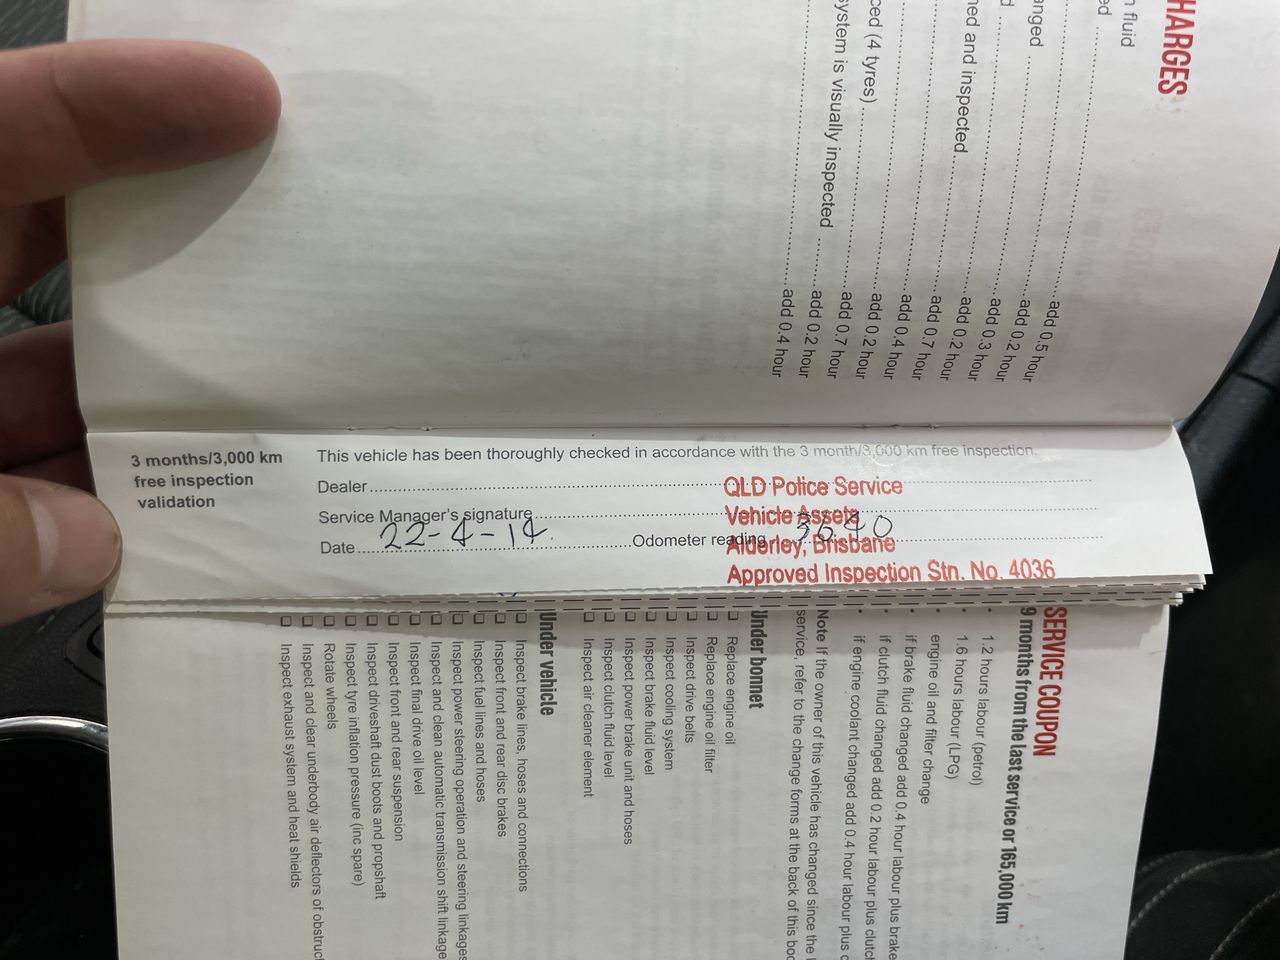 HARGES
n fluid
ed
add 0.5 hour
add 0.2 hour
anged
add 0.3 hour
d
add 0.2 hour
ned and inspected
add 0.7 hour
add 0.4 hour
ced (4 tyres)
add 0.2 hour
add 0.7 hour
system is visually inspected
add 0.2 hour
add 0.4 hour
3 months/3,000 km
free inspection
validation
This vehicle has been thoroughly checked in accordance with the 3 month/3,000 km free inspection.
Dealer
QLD Police Service
Service Manager's signature
Vehicle Assets
Date 22-4-14 Odometer reading 3640
Alderley, Brisbane
Approved Inspection Stn. No. 4036
SERVICE COUPON
9 months from the last service or 165,000 km
• 1.2 hours labour (petrol)
• 1.6 hours labour (LPG)
engine oil and filter change
• if brake fluid changed add 0.4 hour labour plus brake
• if clutch fluid changed add 0.2 hour labour plus clutch
• if engine coolant changed add 0.4 hour labour plus c
Note If the owner of this vehicle has changed since the l
service, refer to the change forms at the back of this boo
Under bonnet
❑ Replace engine oil
❑ Replace engine oil filter
❑ Inspect drive belts
❑ Inspect cooling system
❑ Inspect brake fluid level
❑ Inspect power brake unit and hoses
❑ Inspect clutch fluid level
❑ Inspect air cleaner element
Under vehicle
❑ Inspect brake lines, hoses and connections
❑ Inspect front and rear disc brakes
❑ Inspect fuel lines and hoses
❑ Inspect power steering operation and steering linkages
❑ Inspect and clean automatic transmission shift linkage
❑ Inspect final drive oil level
❑ Inspect front and rear suspension
❑ Inspect driveshaft dust boots and propshaft
❑ Inspect tyre inflation pressure (inc spare)
❑ Rotate wheels
❑ Inspect and clear underbody air deflectors of obstruc
❑ Inspect exhaust system and heat shields